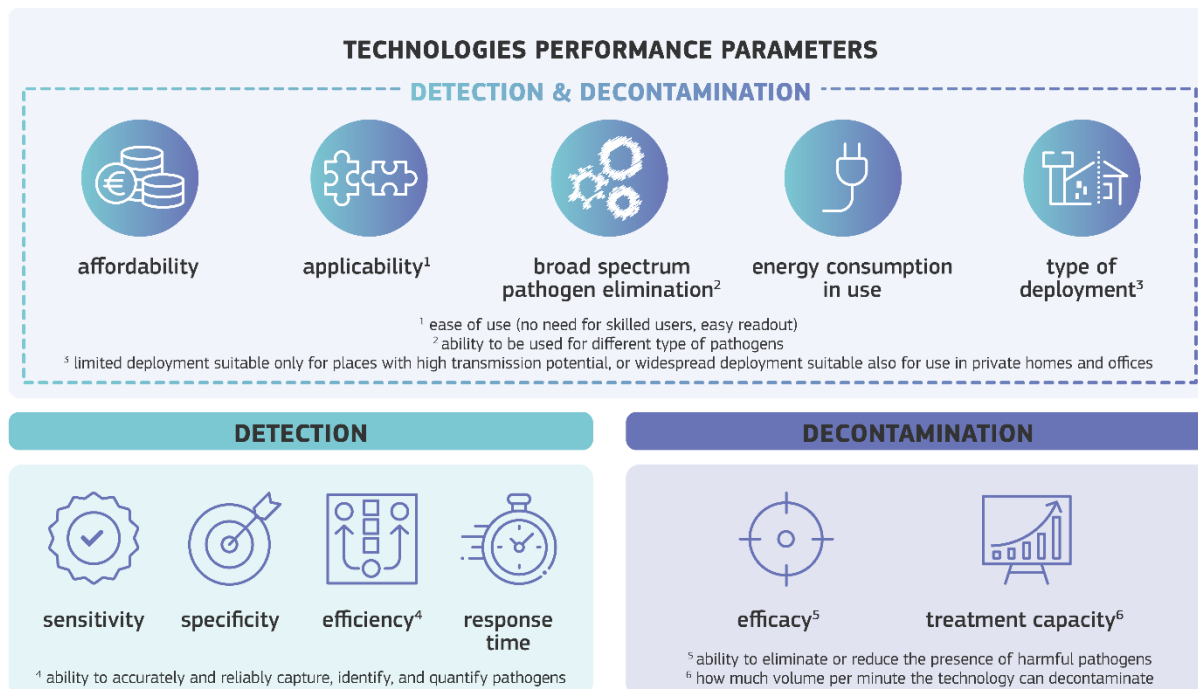 TECHNOLOGIES PERFORMANCE PARAMETERS
DETECTION & DECONTAMINATION
€
affordability
applicability¹
broad spectrum
pathogen elimination²
energy consumption
in use
type of
deployment³
¹ ease of use (no need for skilled users, easy readout)
² ability to be used for different type of pathogens
³ limited deployment suitable only for places with high transmission potential, or widespread deployment suitable also for use in private homes and offices
DETECTION
sensitivity
specificity
efficiency⁴
response
time
⁴ ability to accurately and reliably capture, identify, and quantify pathogens
DECONTAMINATION
efficacy⁵
treatment capacity⁶
⁵ ability to eliminate or reduce the presence of harmful pathogens
⁶ how much volume per minute the technology can decontaminate